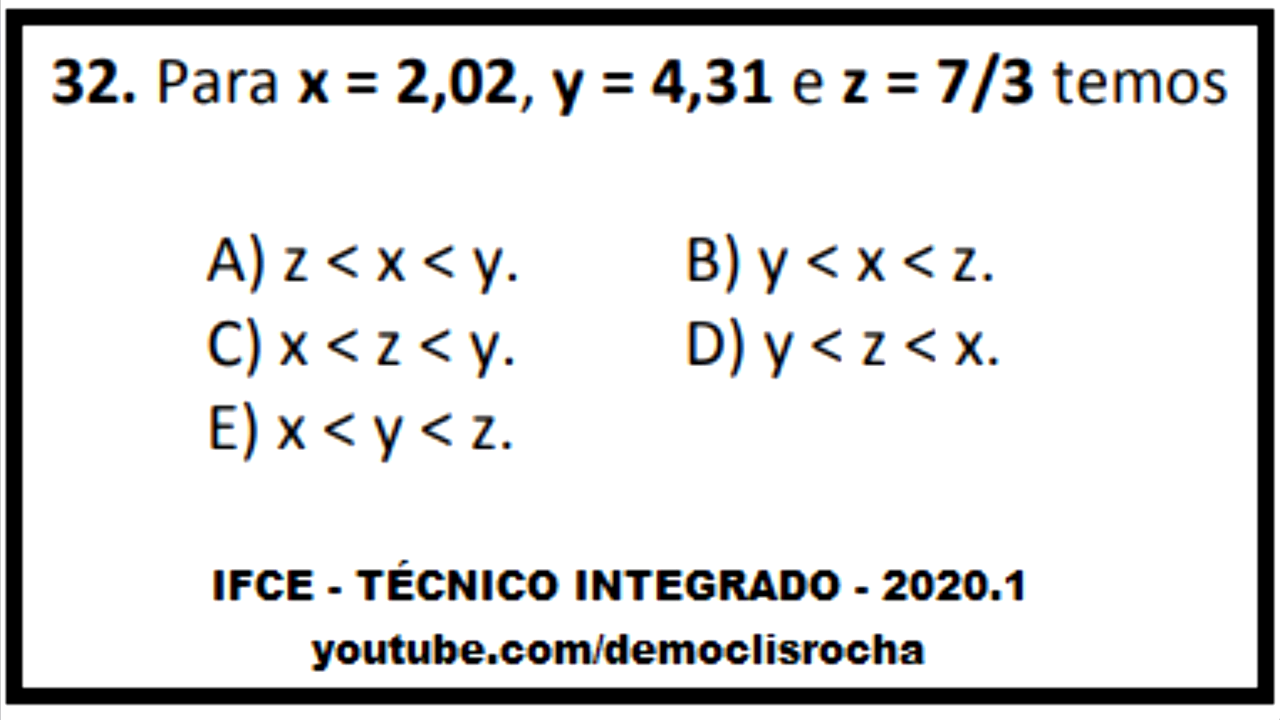 32. Para x = 2,02, y = 4,31 e z = 7/3 temos
A) z < x < y. B) y < x < z.
C) x < z < y. D) y < z < x.
E) x < y < z.
IFCE - TÉCNICO INTEGRADO - 2020.1
youtube.com/democlisrocha